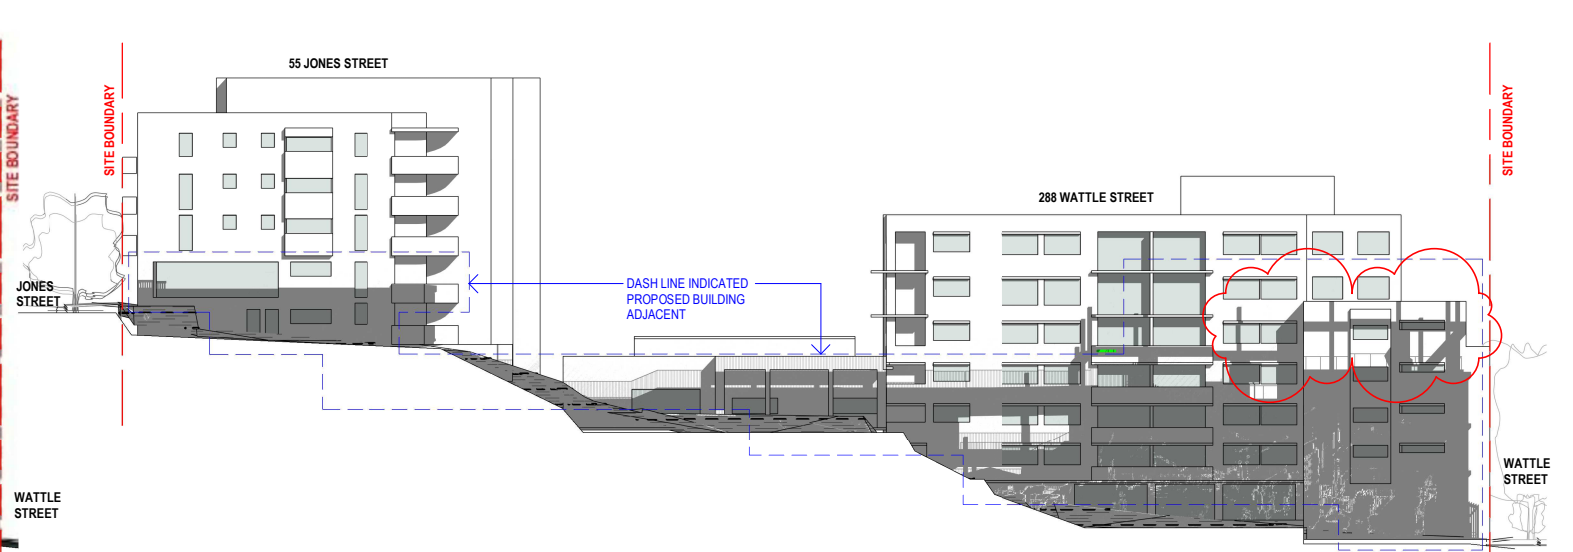 SITE BOUNDARY
SITE BOUNDARY
55 JONES STREET
JONES
STREET
DASH LINE INDICATED
PROPOSED BUILDING
ADJACENT
288 WATTLE STREET
SITE BOUNDARY
WATTLE
STREET
WATTLE
STREET